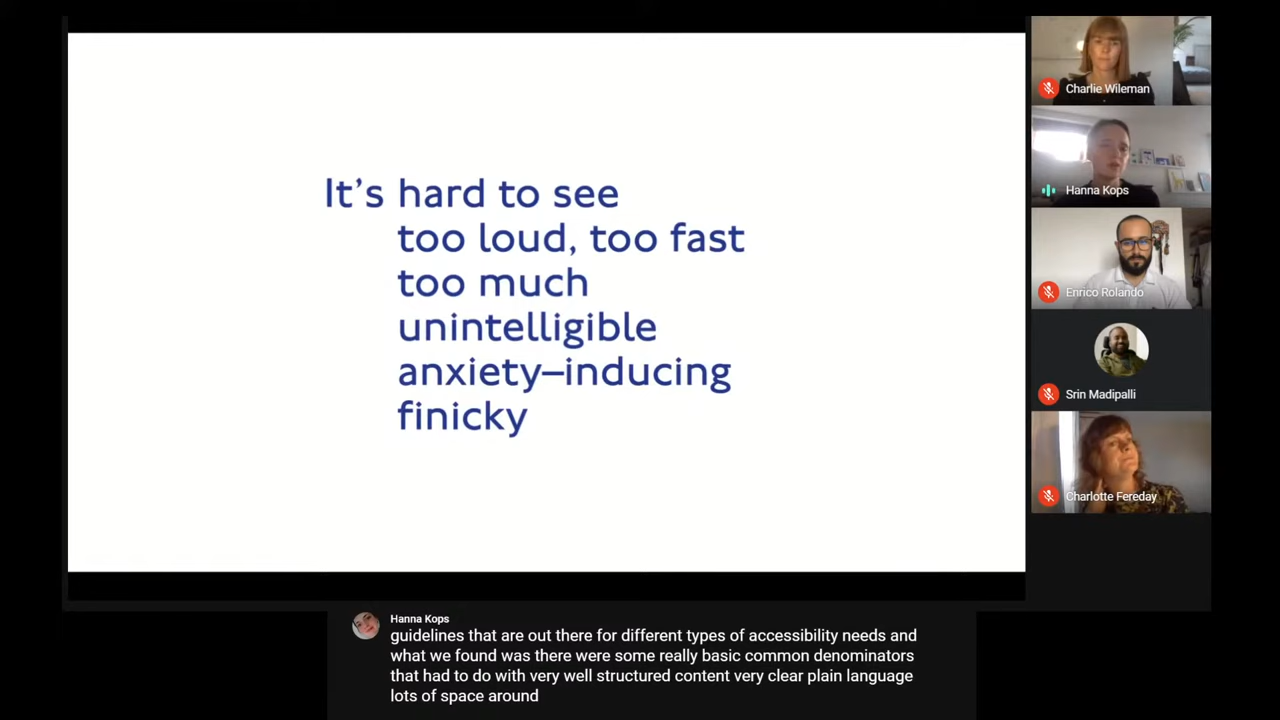 It's hard to see
too loud, too fast
too much
unintelligible
anxiety–inducing
finicky
Charlie Wileman
Hanna Kops
Enrico Rolando
Srin Madipalli
Charlotte Fereday
Hanna Kops
guidelines that are out there for different types of accessibility needs and
what we found was there were some really basic common denominators
that had to do with very well structured content very clear plain language
lots of space around